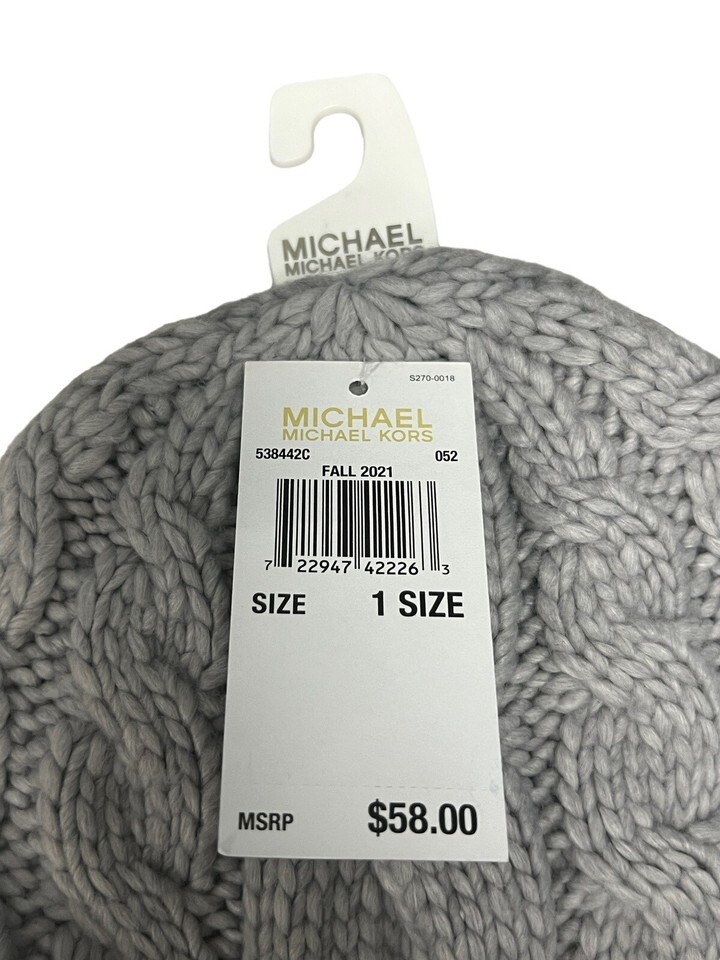 MICHAEL
MICHAEL KORS
S270-0018
MICHAEL
MICHAEL KORS
538442C 052
FALL 2021
7 22947 42226 3
SIZE 1 SIZE
MSRP $58.00